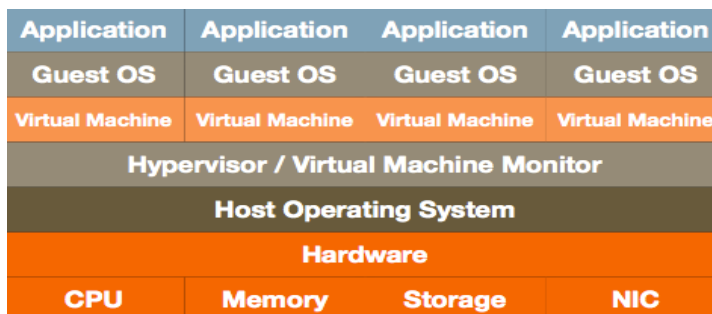 Application Application Application Application
Guest OS Guest OS Guest OS Guest OS
Virtual Machine Virtual Machine Virtual Machine Virtual Machine
Hypervisor / Virtual Machine Monitor
Host Operating System
Hardware
CPU Memory Storage NIC